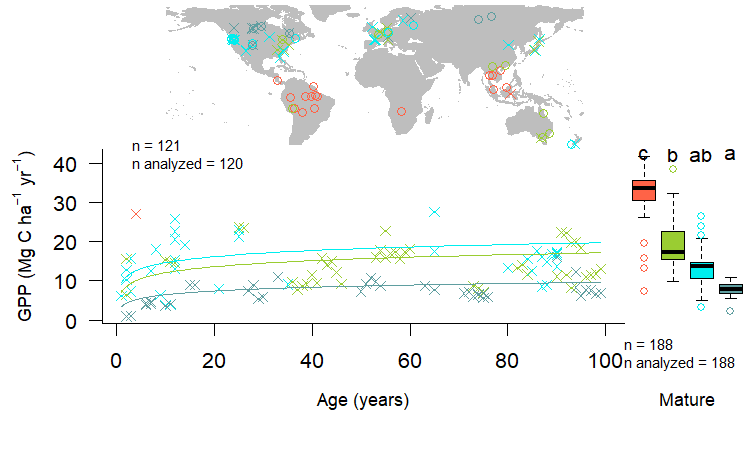 n = 121
n analyzed = 120
c b ab a
GPP (Mg C ha⁻¹ yr⁻¹)
40
30
20
10
0
0 20 40 60 80 100
n = 188
n analyzed = 188
Age (years) Mature